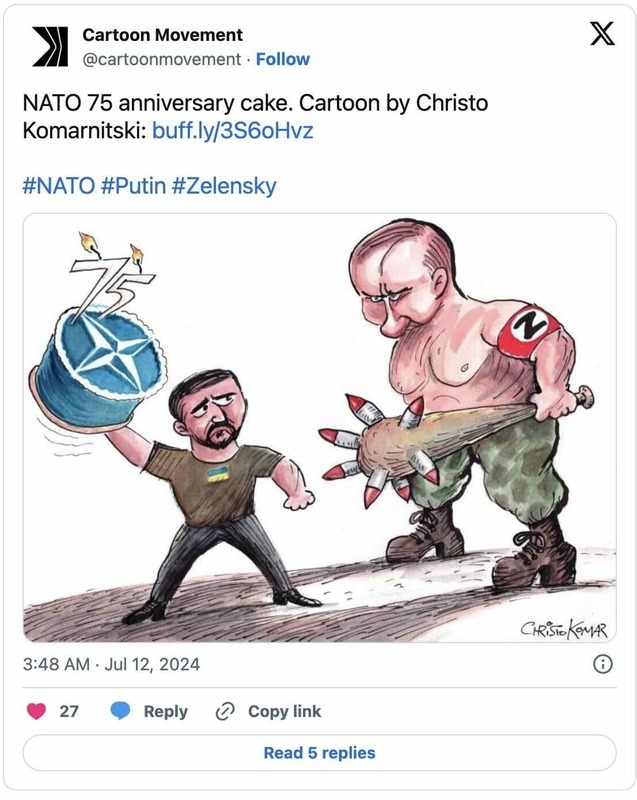 Cartoon Movement
@cartoonmovement · Follow
NATO 75 anniversary cake. Cartoon by Christo
Komarnitski: buff.ly/3S6oHvz
#NATO #Putin #Zelensky
75
N
CHRISTO KOMAR
3:48 AM · Jul 12, 2024
27 Reply Copy link
Read 5 replies